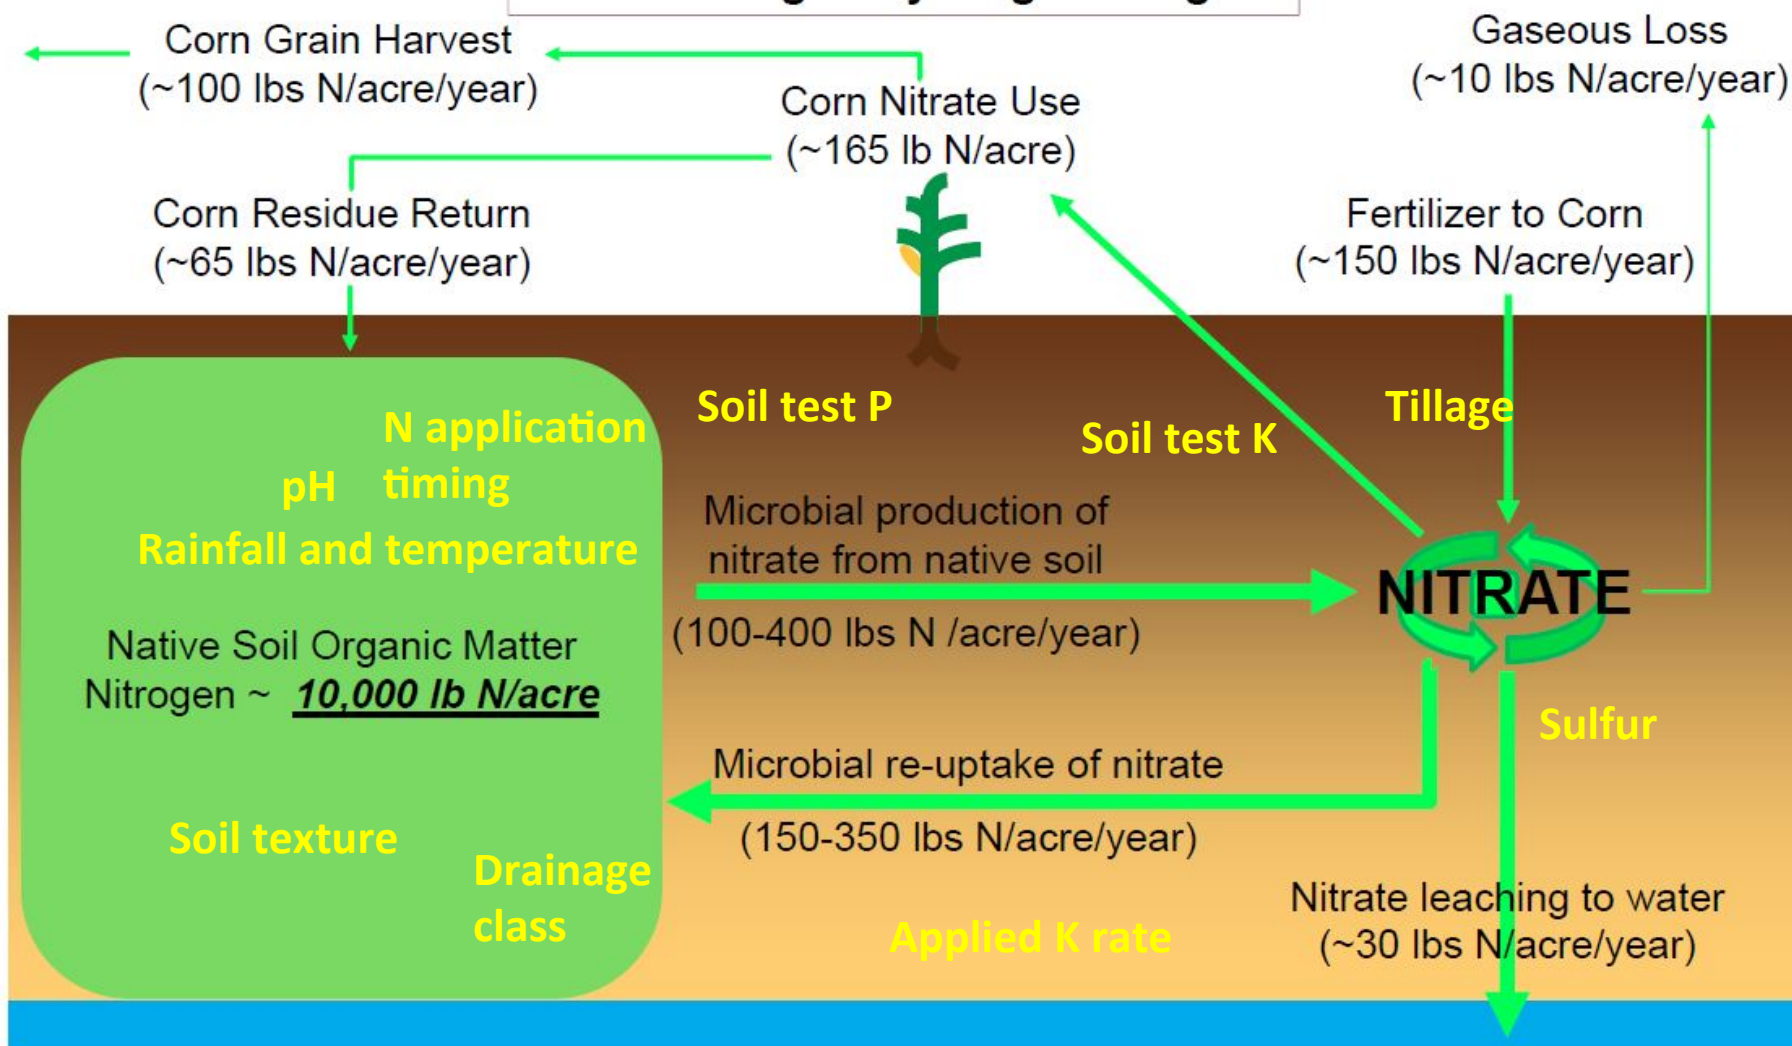 Corn Grain Harvest
(~100 lbs N/acre/year)
Gaseous Loss
(~10 lbs N/acre/year)
Corn Nitrate Use
(~165 lb N/acre)
Corn Residue Return
(~65 lbs N/acre/year)
Fertilizer to Corn
(~150 lbs N/acre/year)
N application
timing
pH
Rainfall and temperature
Soil test P
Soil test K
Tillage
Microbial production of
nitrate from native soil
(100-400 lbs N /acre/year)
NITRATE
Native Soil Organic Matter
Nitrogen ~ 10,000 lb N/acre
Sulfur
Microbial re-uptake of nitrate
(150-350 lbs N/acre/year)
Soil texture
Drainage
class
Applied K rate
Nitrate leaching to water
(~30 lbs N/acre/year)